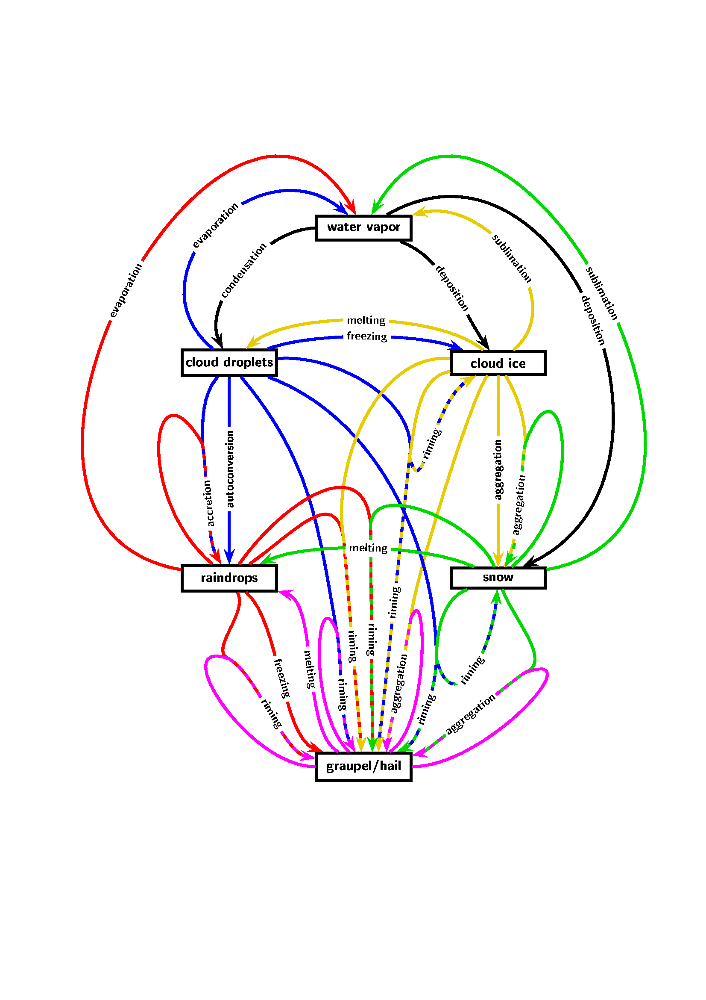 evaporation
water vapor
evaporation
sublimation
condensation
deposition
evaporation
sublimation
deposition
melting
freezing
cloud droplets
cloud ice
riming
autoconversion
aggregation
accretion
aggregation
melting
raindrops
snow
riming
riming
riming
melting
freezing
riming
aggregation
riming
riming
riming
aggregation
graupel/hail